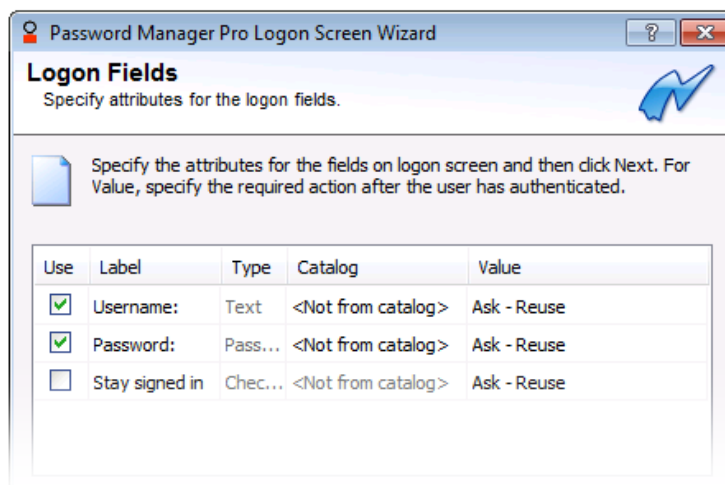 Password Manager Pro Logon Screen Wizard
Logon Fields
Specify attributes for the logon fields.
Specify the attributes for the fields on logon screen and then click Next. For
Value, specify the required action after the user has authenticated.
Use Label Type Catalog Value
Username: Text <Not from catalog> Ask - Reuse
Password: Pass... <Not from catalog> Ask - Reuse
Stay signed in Chec... <Not from catalog> Ask - Reuse